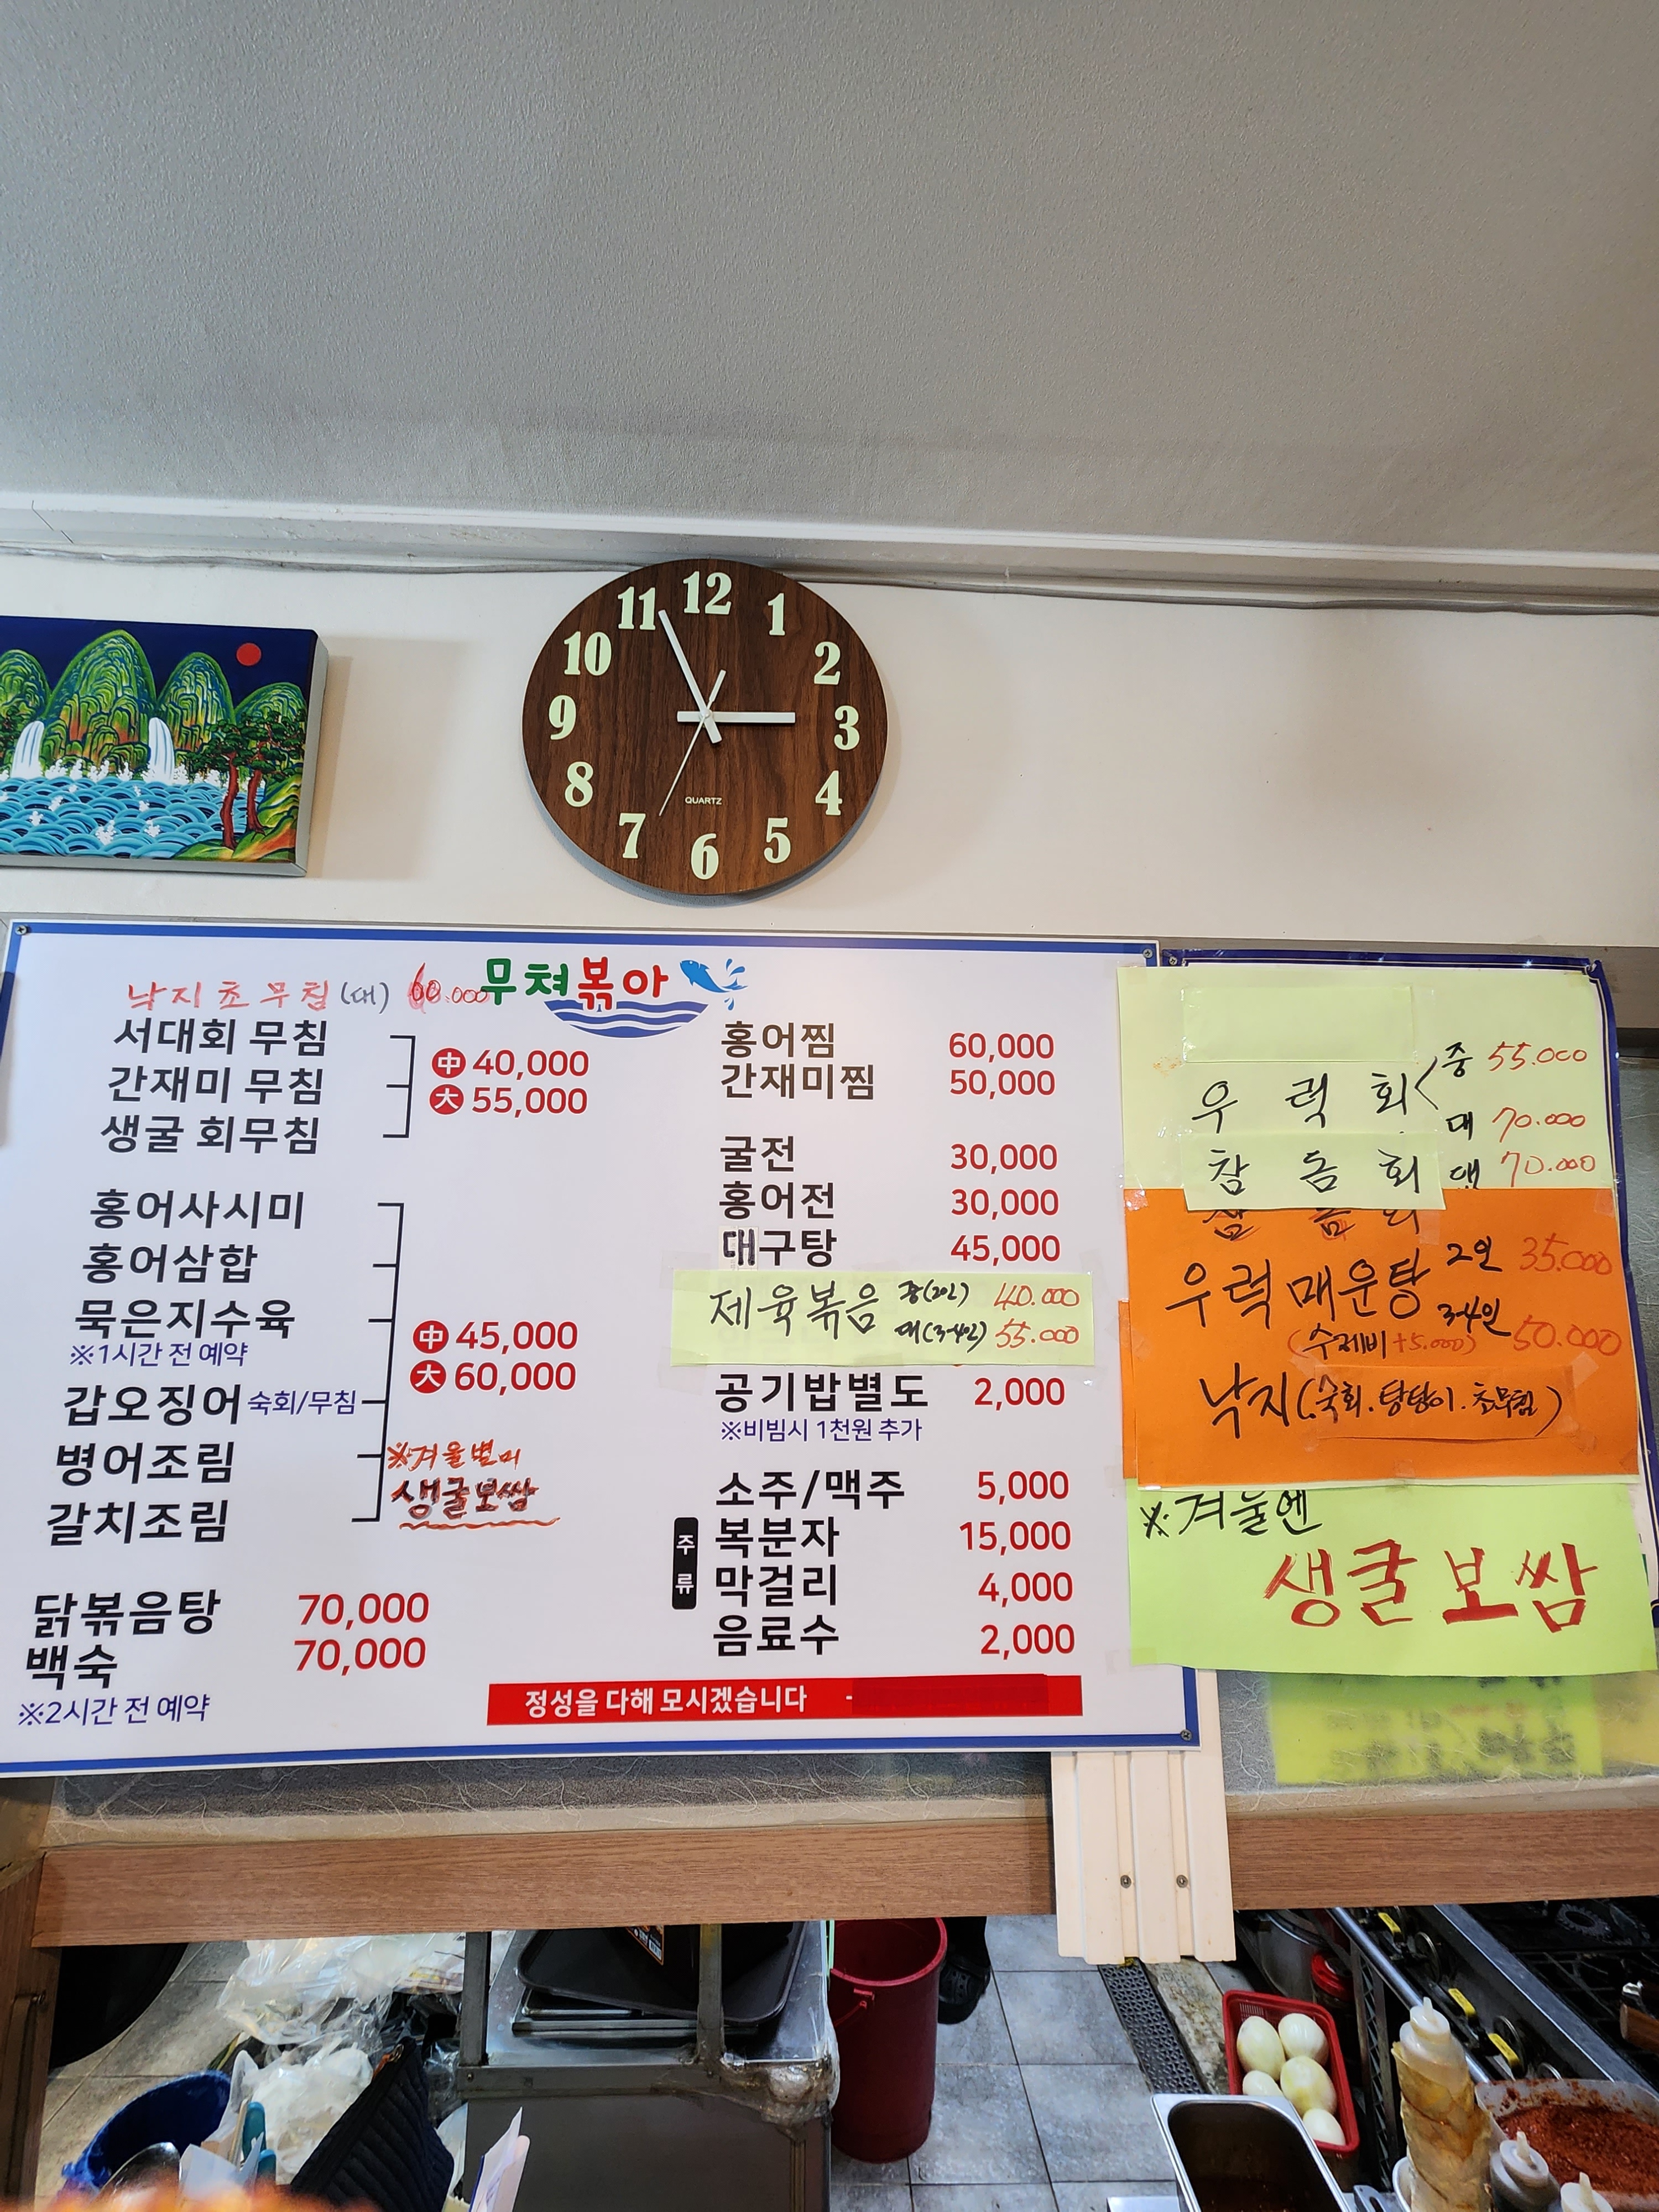 12
11 1
10 2
9 3
8 4
7 5
6
QUARTZ
낙지초무침(대) 60.000
무쳐볶아
서대회 무침
간재미 무침
생굴 회무침
中 40,000
大 55,000
홍어사시미
홍어삼합
묵은지수육
※1시간 전 예약
갑오징어 숙회/무침
병어조림
갈치조림
中 45,000
大 60,000
※겨울별미
생굴보쌈
닭볶음탕 70,000
백숙 70,000
※2시간 전 예약
홍어찜 60,000
간재미찜 50,000
굴전 30,000
홍어전 30,000
대구탕 45,000
제육볶음 중(2인) 40.000
대(3-4인) 55.000
공기밥별도 2,000
※비빔시 1천원 추가
주류
소주/맥주 5,000
복분자 15,000
막걸리 4,000
음료수 2,000
정성을 다해 모시겠습니다 -
우럭회 중 55.000
대 70.000
참돔회 대 70.000
우럭매운탕 2인 35.000
3-4인 50.000
(수제비 +5.000)
낙지(숙회.탕탕이.초무침)
※겨울엔
생굴보쌈